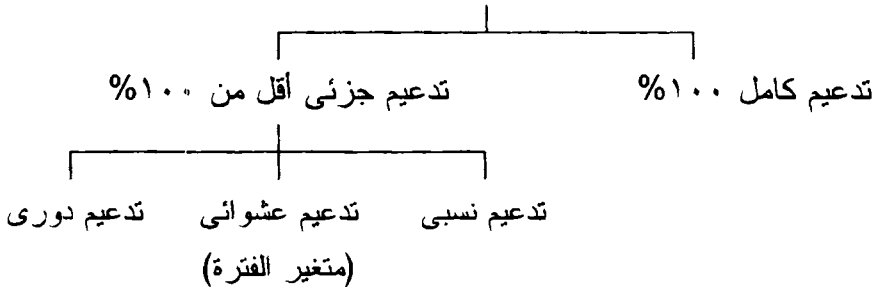 تدعيم كامل ١٠٠%
تدعيم جزئى أقل من ١٠٠%
تدعيم نسبى
تدعيم عشوائى
(متغير الفترة)
تدعيم دورى